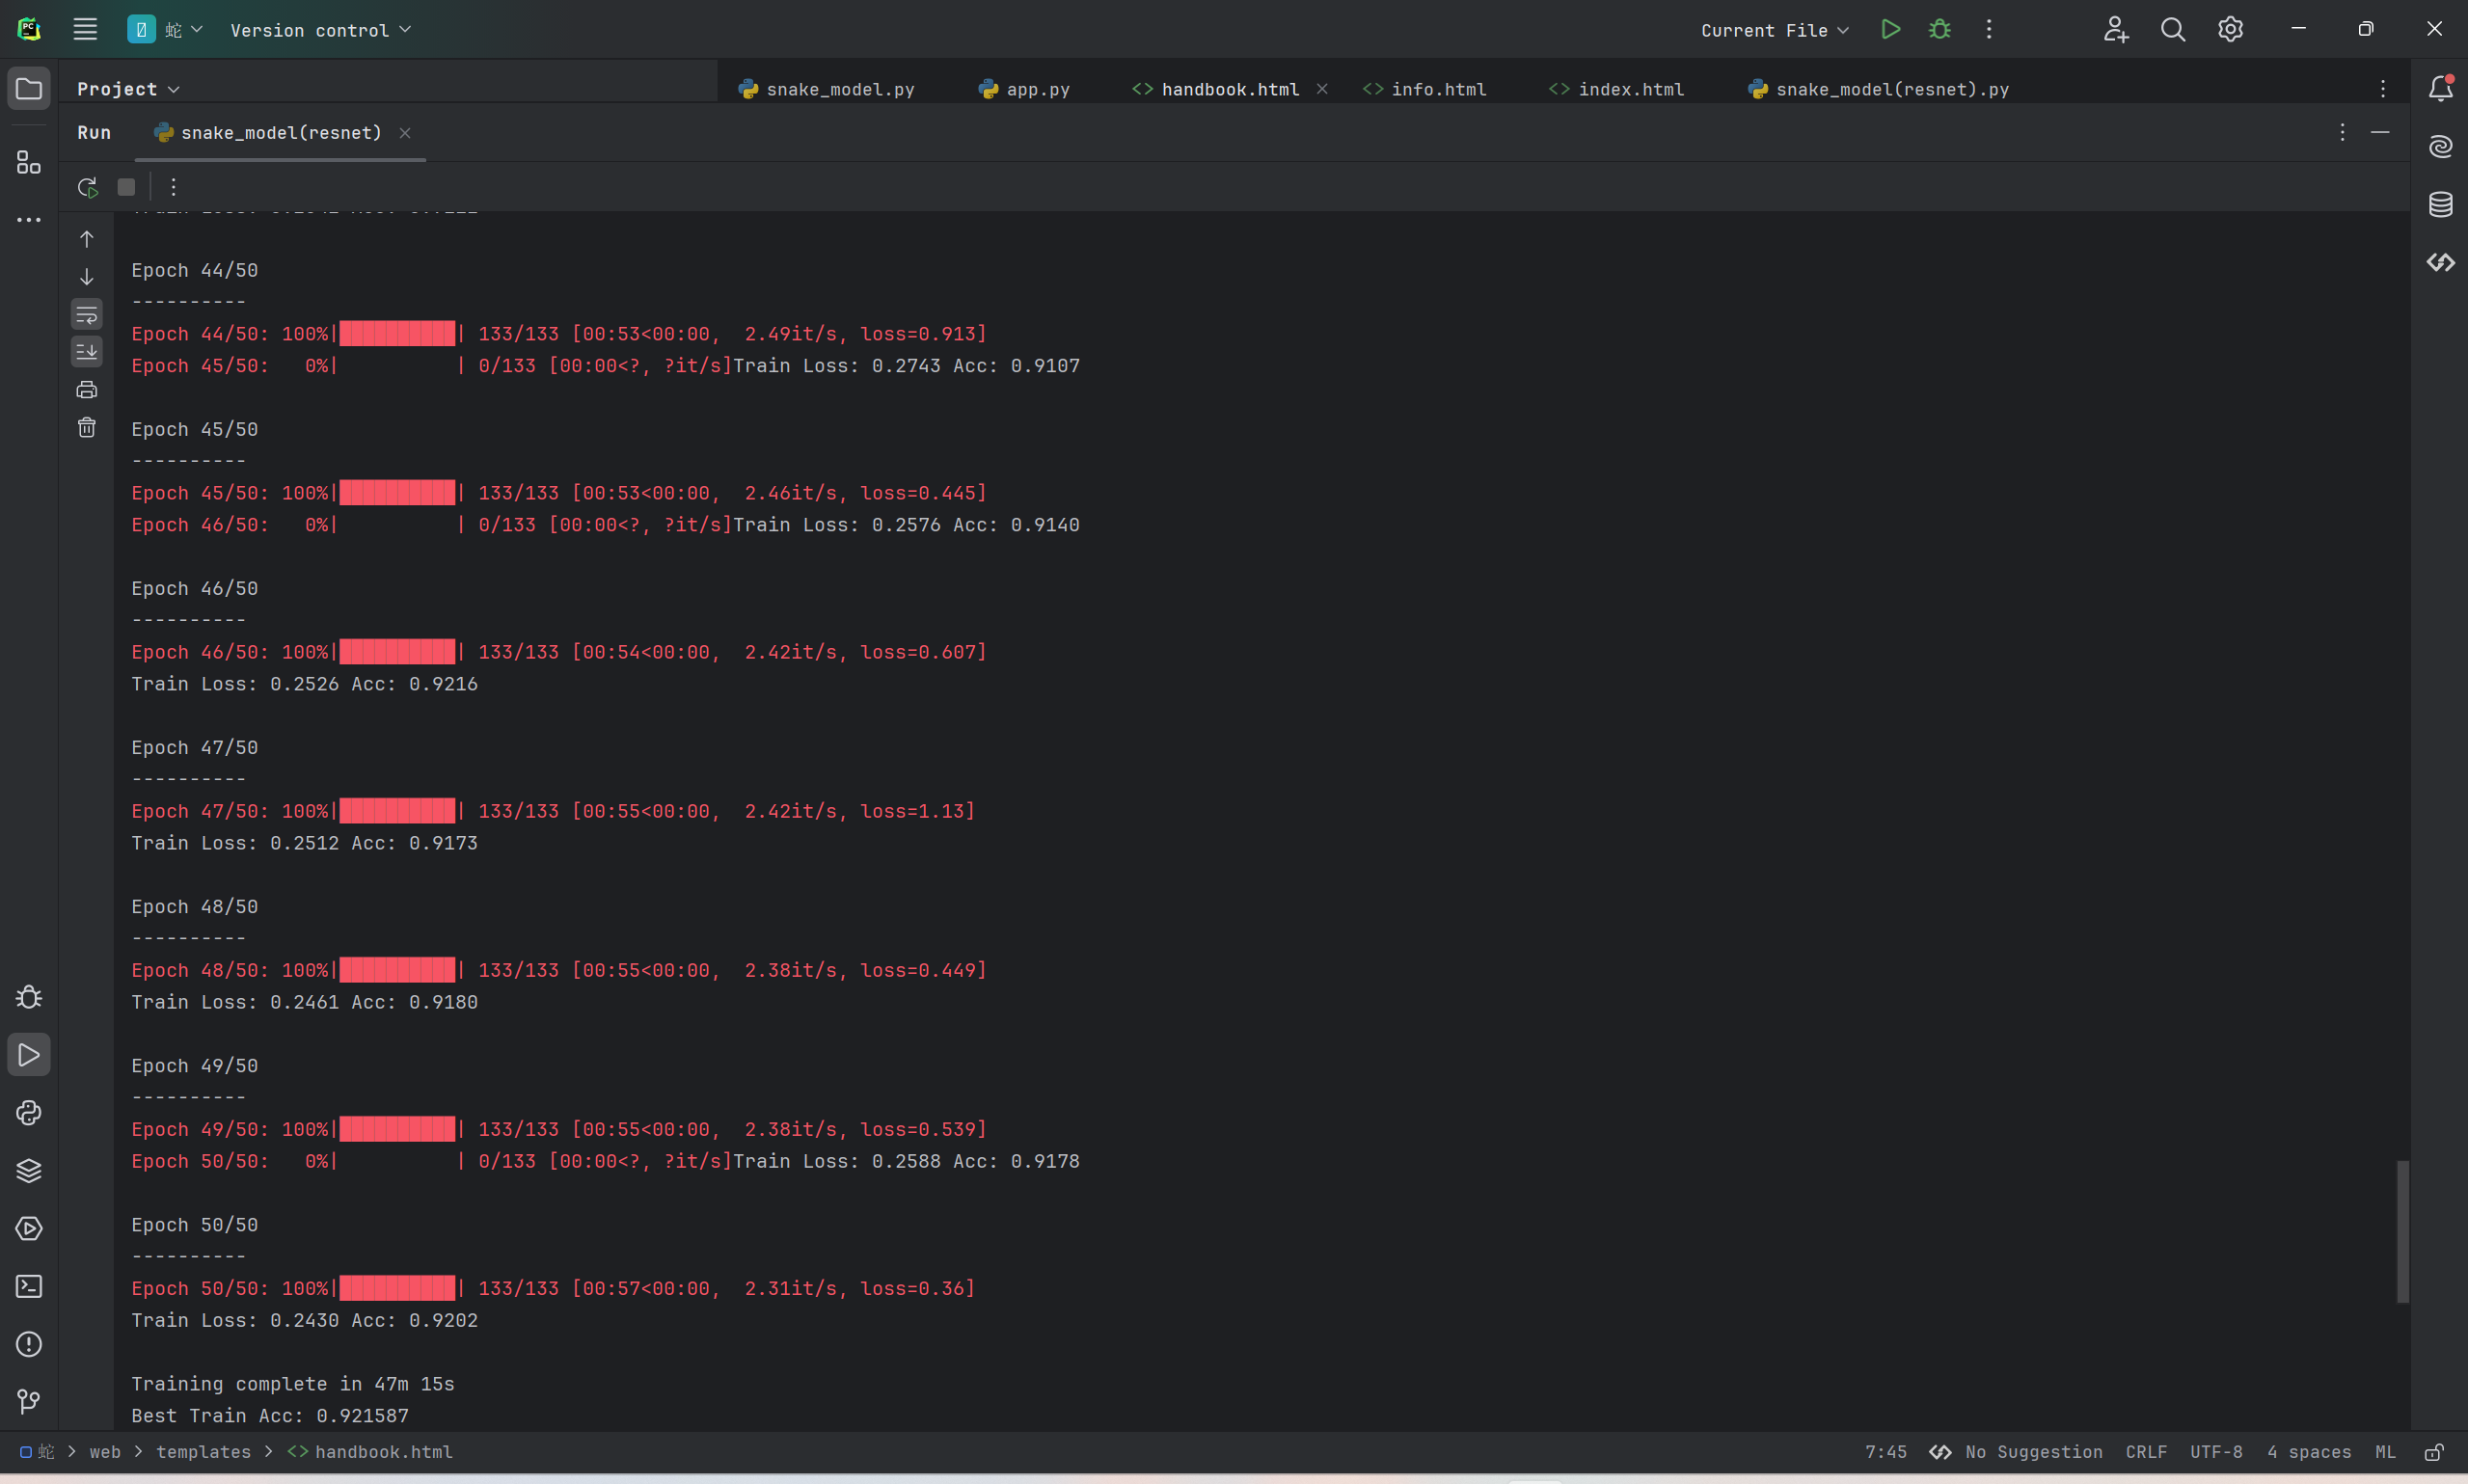 PC 蛇 Version control Current File
Project snake_model.py app.py handbook.html info.html index.html snake_model(resnet).py
Run snake_model(resnet)
Epoch 44/50
----------
Epoch 44/50: 100%|██████████| 133/133 [00:53<00:00,  2.49it/s, loss=0.913]
Epoch 45/50:   0%|          | 0/133 [00:00<?, ?it/s]Train Loss: 0.2743 Acc: 0.9107
Epoch 45/50
----------
Epoch 45/50: 100%|██████████| 133/133 [00:53<00:00,  2.46it/s, loss=0.445]
Epoch 46/50:   0%|          | 0/133 [00:00<?, ?it/s]Train Loss: 0.2576 Acc: 0.9140
Epoch 46/50
----------
Epoch 46/50: 100%|██████████| 133/133 [00:54<00:00,  2.42it/s, loss=0.607]
Train Loss: 0.2526 Acc: 0.9216
Epoch 47/50
----------
Epoch 47/50: 100%|██████████| 133/133 [00:55<00:00,  2.42it/s, loss=1.13]
Train Loss: 0.2512 Acc: 0.9173
Epoch 48/50
----------
Epoch 48/50: 100%|██████████| 133/133 [00:55<00:00,  2.38it/s, loss=0.449]
Train Loss: 0.2461 Acc: 0.9180
Epoch 49/50
----------
Epoch 49/50: 100%|██████████| 133/133 [00:55<00:00,  2.38it/s, loss=0.539]
Epoch 50/50:   0%|          | 0/133 [00:00<?, ?it/s]Train Loss: 0.2588 Acc: 0.9178
Epoch 50/50
----------
Epoch 50/50: 100%|██████████| 133/133 [00:57<00:00,  2.31it/s, loss=0.36]
Train Loss: 0.2430 Acc: 0.9202
Training complete in 47m 15s
Best Train Acc: 0.921587
蛇 > web > templates > <> handbook.html 7:45 No Suggestion CRLF UTF-8 4 spaces ML